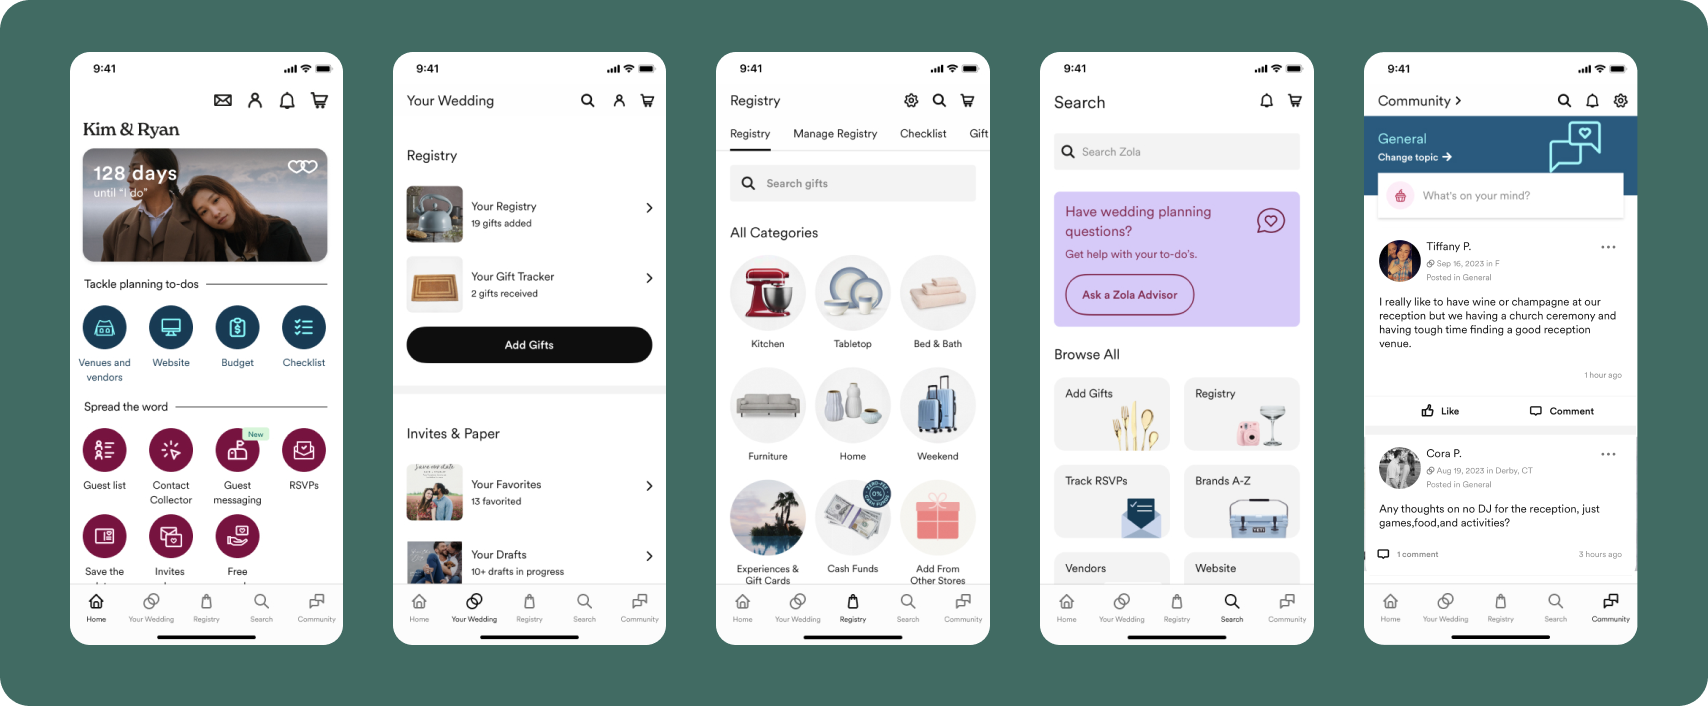 9:41
Kim & Ryan
128 days
until "I do"
Tackle planning to-dos
Venues and
vendors
Website
Budget
Checklist
Spread the word
New
Guest list
Contact
Collector
Guest
messaging
RSVPs
Save the
Invites
Free
Home
Your Wedding
Registry
Search
Community
9:41
Your Wedding
Registry
Your Registry
19 gifts added
Your Gift Tracker
2 gifts received
Add Gifts
Invites & Paper
Save our date
Your Favorites
13 favorited
Your Drafts
10+ drafts in progress
Home
Your Wedding
Registry
Search
Community
9:41
Registry
Registry
Manage Registry
Checklist
Gift
Search gifts
All Categories
Kitchen
Tabletop
Bed & Bath
Furniture
Home
Weekend
ZERO-FEE
0%
Experiences &
Gift Cards
Cash Funds
Add From
Other Stores
Home
Your Wedding
Registry
Search
Community
9:41
Search
Search Zola
Have wedding planning
questions?
Get help with your to-do's.
Ask a Zola Advisor
Browse All
Add Gifts
Registry
Track RSVPs
Brands A-Z
YETI
Vendors
Website
Home
Your Wedding
Registry
Search
Community
9:41
Community
General
Change topic
What's on your mind?
Tiffany P.
Sep 16, 2023 in F
Posted in General
I really like to have wine or champagne at our
reception but we having a church ceremony and
having tough time finding a good reception
venue.
1 hour ago
Like
Comment
Cora P.
Aug 19, 2023 in Derby, CT
Posted in General
Any thoughts on no DJ for the reception, just
games,food,and activities?
1 comment
3 hours ago
Home
Your Wedding
Registry
Search
Community